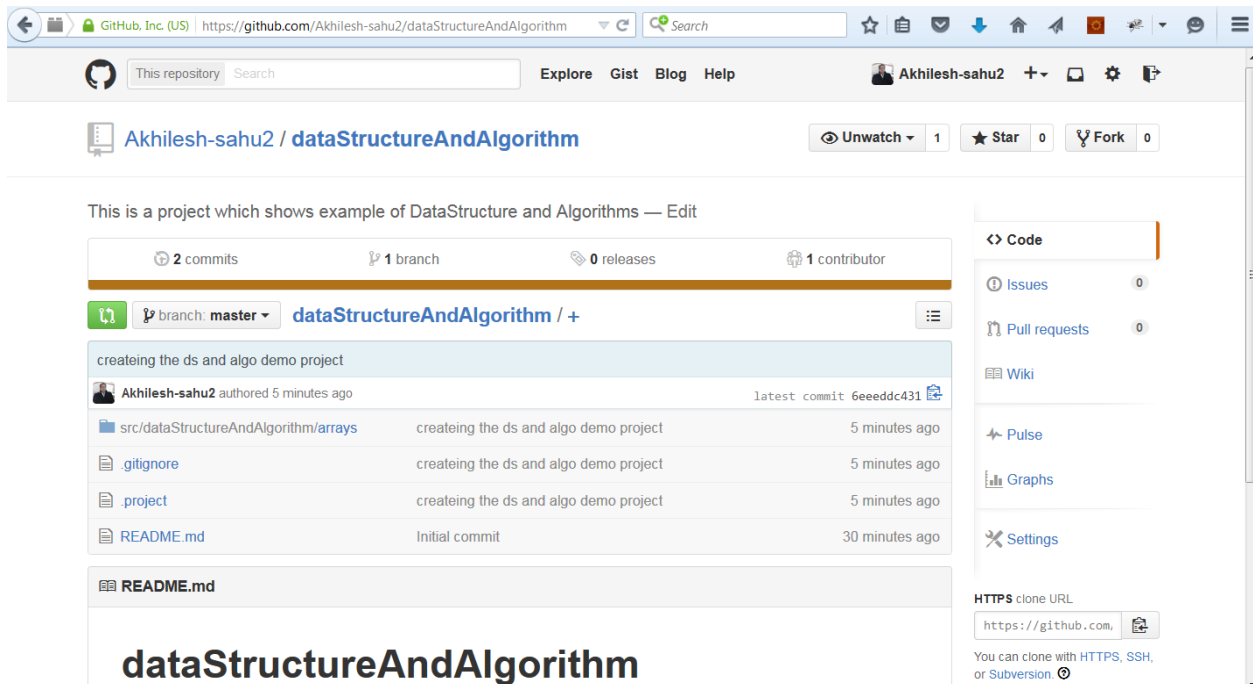 GitHub, Inc. (US) https://github.com/Akhilesh-sahu2/dataStructureAndAlgorithm Search
This repository Search Explore Gist Blog Help Akhilesh-sahu2
Akhilesh-sahu2 / dataStructureAndAlgorithm Unwatch 1 Star 0 Fork 0
This is a project which shows example of DataStructure and Algorithms — Edit
2 commits 1 branch 0 releases 1 contributor
branch: master dataStructureAndAlgorithm / +
createing the ds and algo demo project
Akhilesh-sahu2 authored 5 minutes ago latest commit 6eeeddc431
src/dataStructureAndAlgorithm/arrays createing the ds and algo demo project 5 minutes ago
.gitignore createing the ds and algo demo project 5 minutes ago
.project createing the ds and algo demo project 5 minutes ago
README.md Initial commit 30 minutes ago
README.md
dataStructureAndAlgorithm
Code
Issues 0
Pull requests 0
Wiki
Pulse
Graphs
Settings
HTTPS clone URL
https://github.com,
You can clone with HTTPS, SSH,
or Subversion.